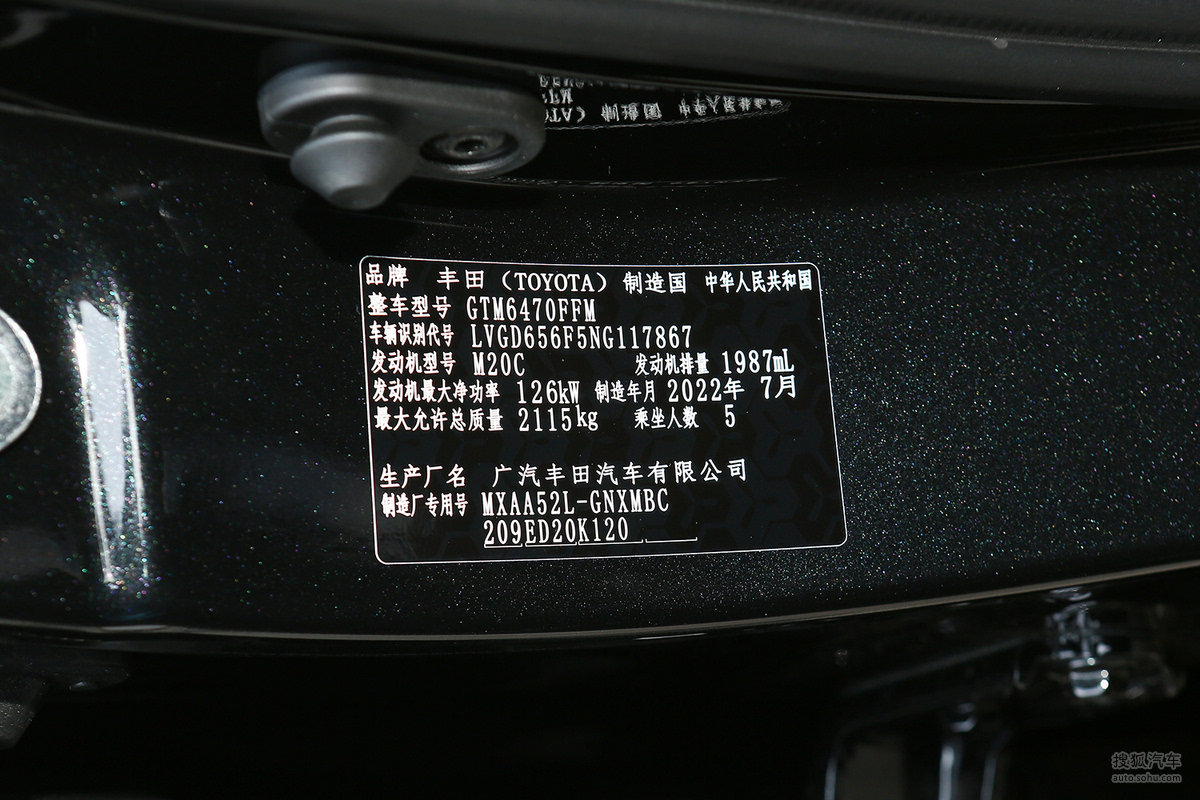 品牌 丰田（TOYOTA）制造国 中华人民共和国
整车型号 GTM6470FFM
车辆识别代号 LVGD656F5NG117867
发动机型号 M20C 发动机排量 1987mL
发动机最大净功率 126kW 制造年月 2022年 7月
最大允许总质量 2115kg 乘坐人数 5
生产厂名 广汽丰田汽车有限公司
制造厂专用号 MXAA52L-GNXMBC
209ED20K120
搜狐汽车
auto.sohu.com